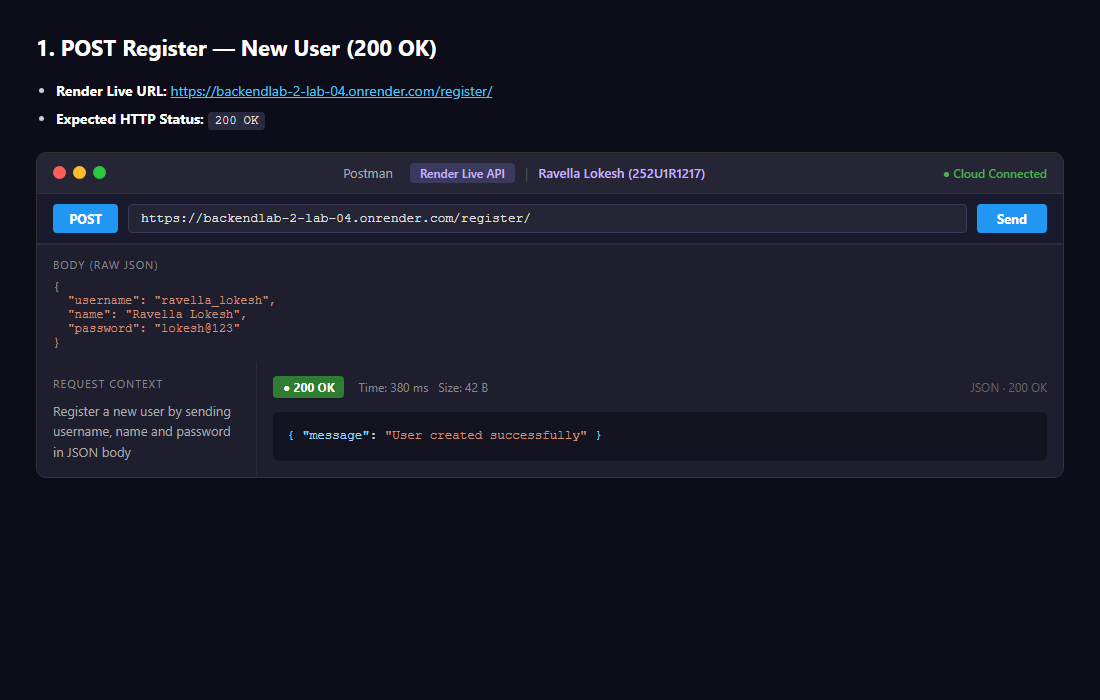 1. POST Register — New User (200 OK)
• Render Live URL: https://backendlab-2-lab-04.onrender.com/register/
• Expected HTTP Status: 200 OK
Postman Render Live API | Ravella Lokesh (252U1R1217) ● Cloud Connected
POST https://backendlab-2-lab-04.onrender.com/register/ Send
BODY (RAW JSON)
{
  "username": "ravella_lokesh",
  "name": "Ravella Lokesh",
  "password": "lokesh@123"
}
REQUEST CONTEXT
Register a new user by sending
username, name and password
in JSON body
● 200 OK Time: 380 ms Size: 42 B JSON · 200 OK
{ "message": "User created successfully" }